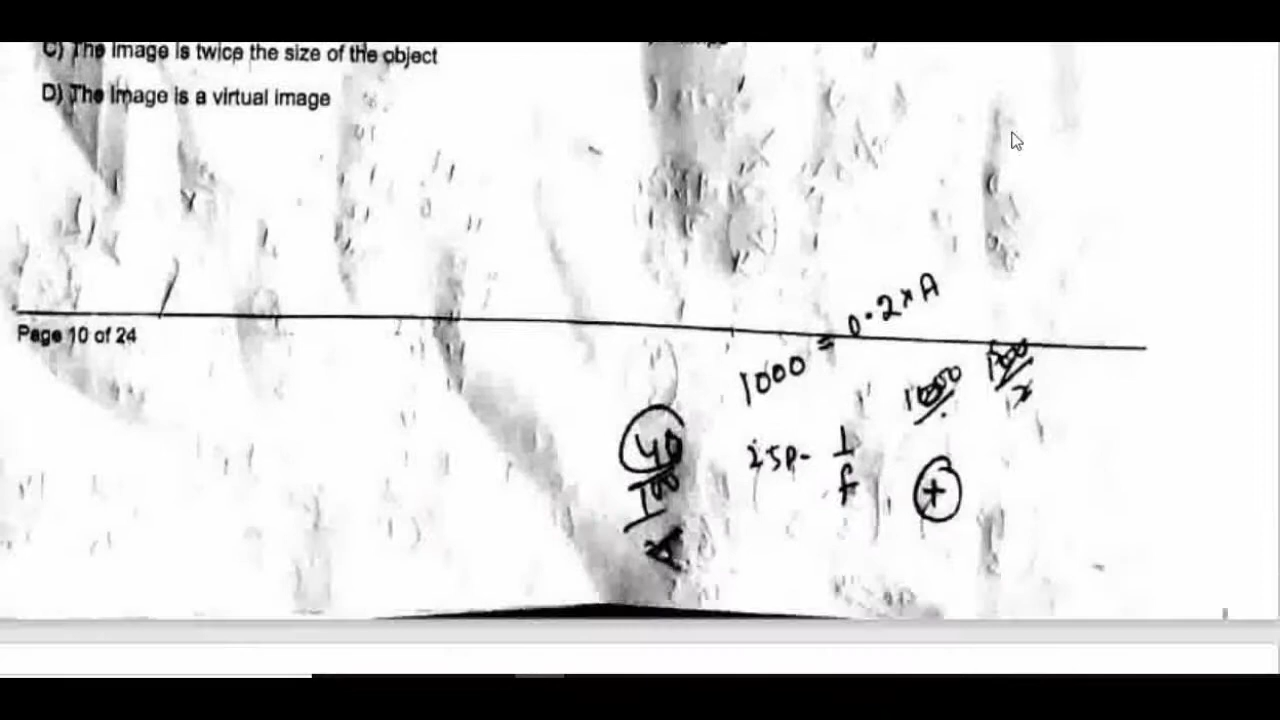 C) The image is twice the size of the object
D) The image is a virtual image
Page 10 of 24
1000 = 0.2 x A
40
100
A
1
f
+